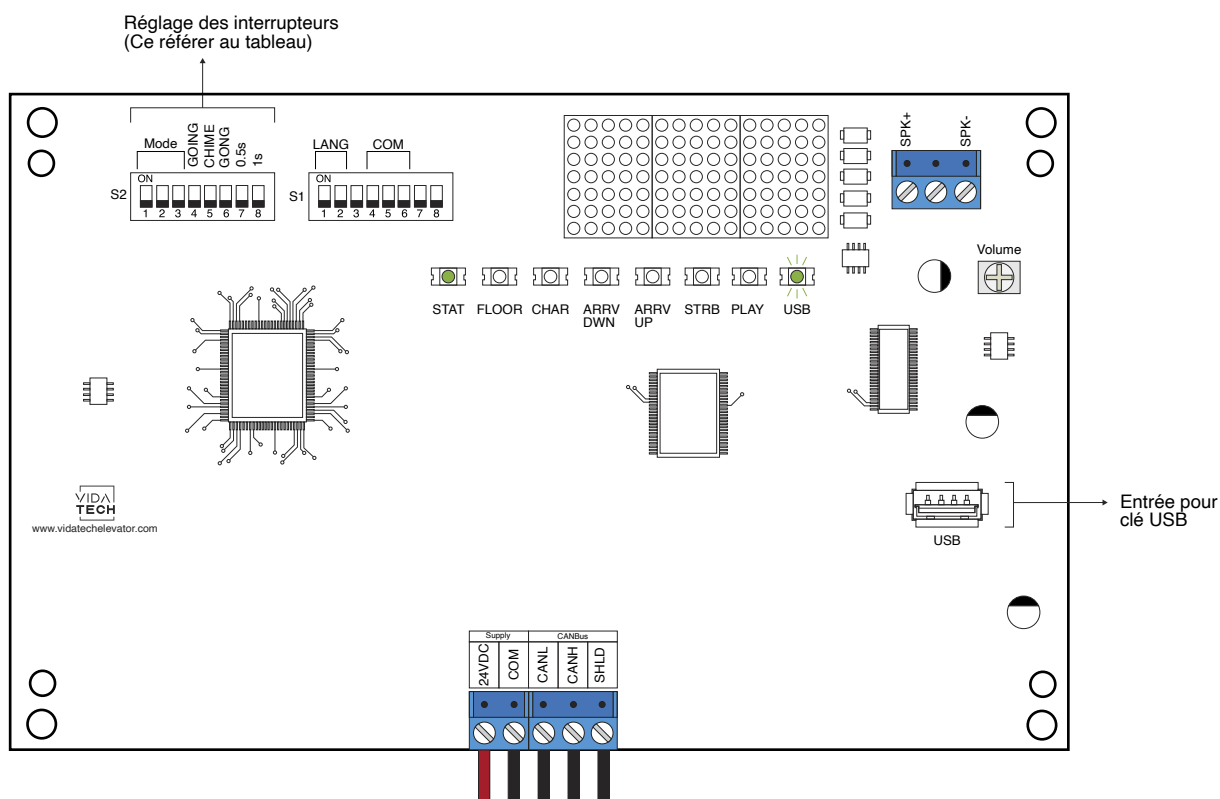 Réglage des interrupteurs
(Ce référer au tableau)
Mode
GOING
CHIME
GONG
0.5s
1s
S2
ON
1 2 3 4 5 6 7 8
LANG
COM
S1
ON
1 2 3 4 5 6 7 8
SPK+
SPK-
Volume
STAT
FLOOR
CHAR
ARRV
DWN
ARRV
UP
STRB
PLAY
USB
VIDA
TECH
www.vidatechelevator.com
USB
Entrée pour
clé USB
Supply
CANBus
24VDC
COM
CANL
CANH
SHLD